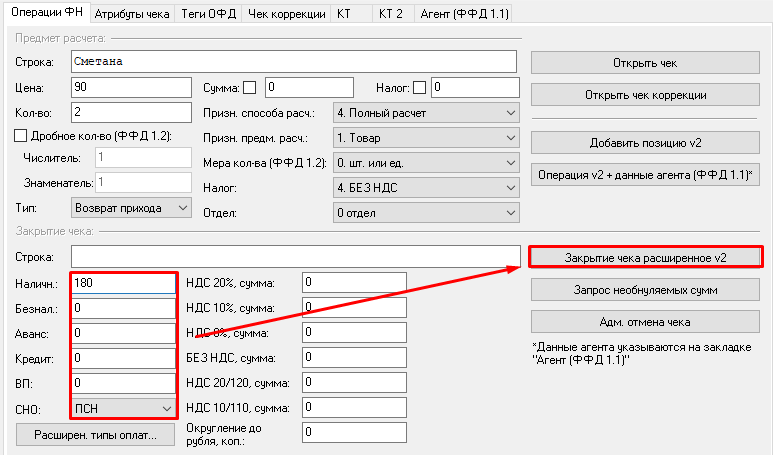 Операции ФН Атрибуты чека Теги ОФД Чек коррекции КТ КТ 2 Агент (ФФД 1.1)
Предмет расчета:
Строка: Сметана Открыть чек
Цена: 90 Сумма: 0 Налог: 0
Открыть чек коррекции
Кол-во: 2 Призн. способа расч.: 4. Полный расчет
Дробное кол-во (ФФД 1.2): Призн. предм. расч.: 1. Товар Добавить позицию v2
Числитель: 1 Мера кол-ва (ФФД 1.2): 0. шт. или ед.
Знаменатель: 1 Налог: 4. БЕЗ НДС Операция v2 + данные агента (ФФД 1.1)*
Тип: Возврат прихода Отдел: 0 отдел
Закрытие чека:
Строка: Закрытие чека расширенное v2
Наличн.: 180 НДС 20%, сумма: 0 Запрос необнуляемых сумм
Безнал.: 0 НДС 10%, сумма: 0
Аванс: 0 НДС 0%, сумма: 0 Адм. отмена чека
Кредит: 0 БЕЗ НДС, сумма: 0 *Данные агента указываются на закладке
"Агент (ФФД 1.1)"
ВП: 0 НДС 20/120, сумма: 0
СНО: ПСН НДС 10/110, сумма: 0
Расширен. типы оплат... Округление до
рубля, коп.: 0